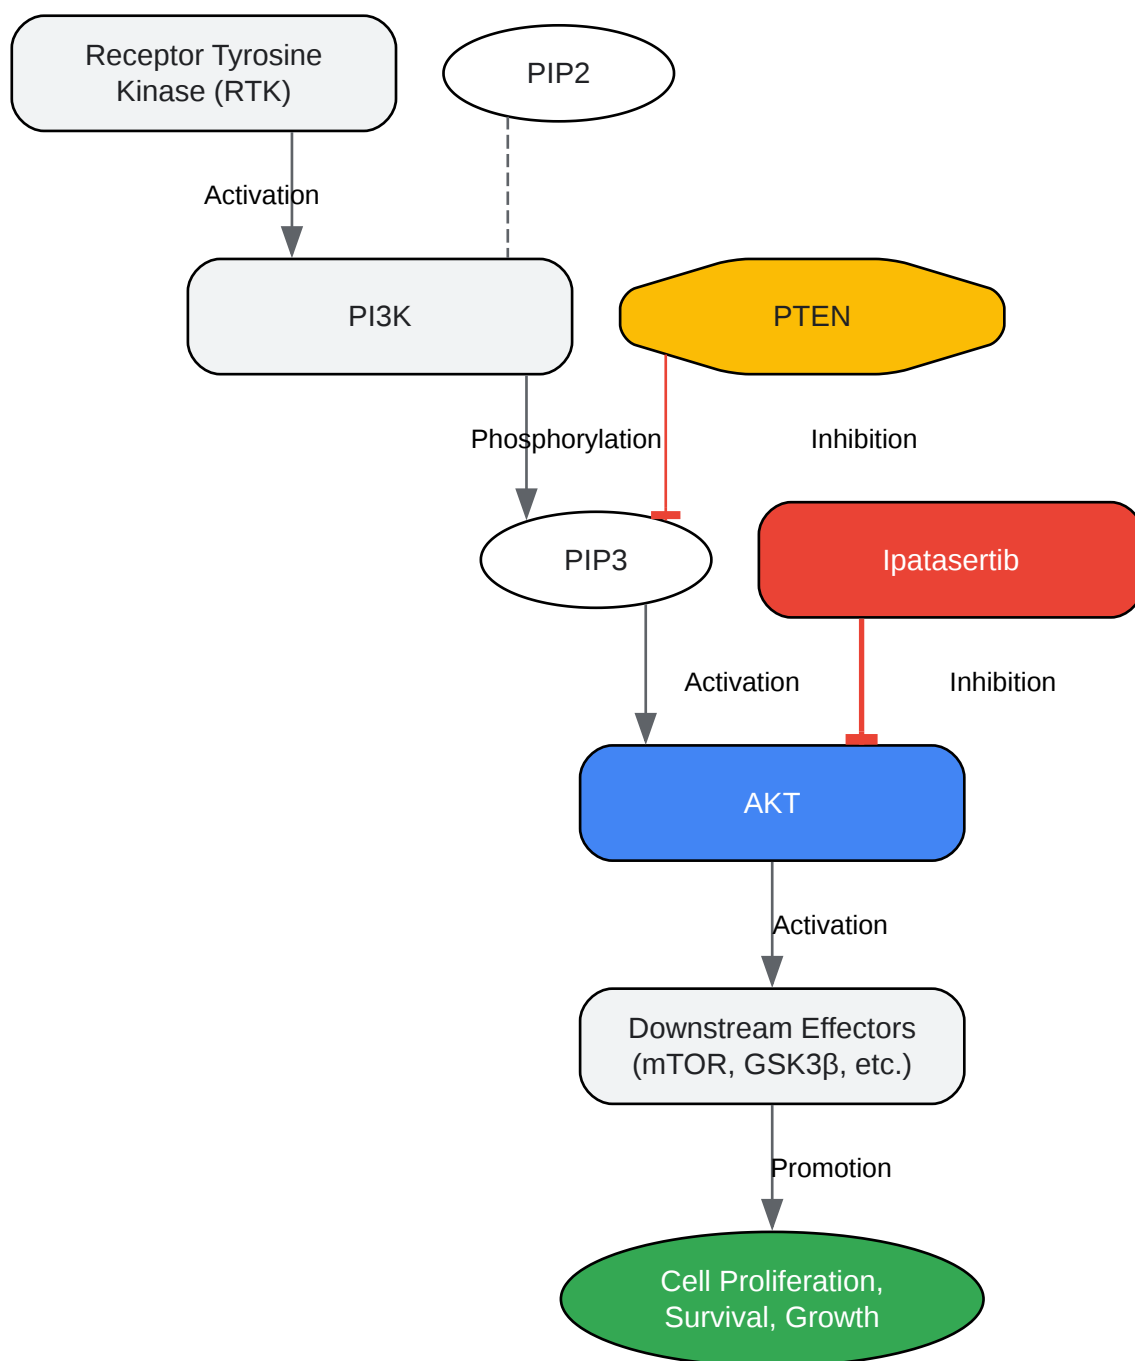 Receptor Tyrosine
Kinase (RTK)
PIP2
Activation
PI3K
PTEN
Phosphorylation
Inhibition
PIP3
Ipatasertib
Activation
Inhibition
AKT
Activation
Downstream Effectors
(mTOR, GSK3β, etc.)
Promotion
Cell Proliferation,
Survival, Growth